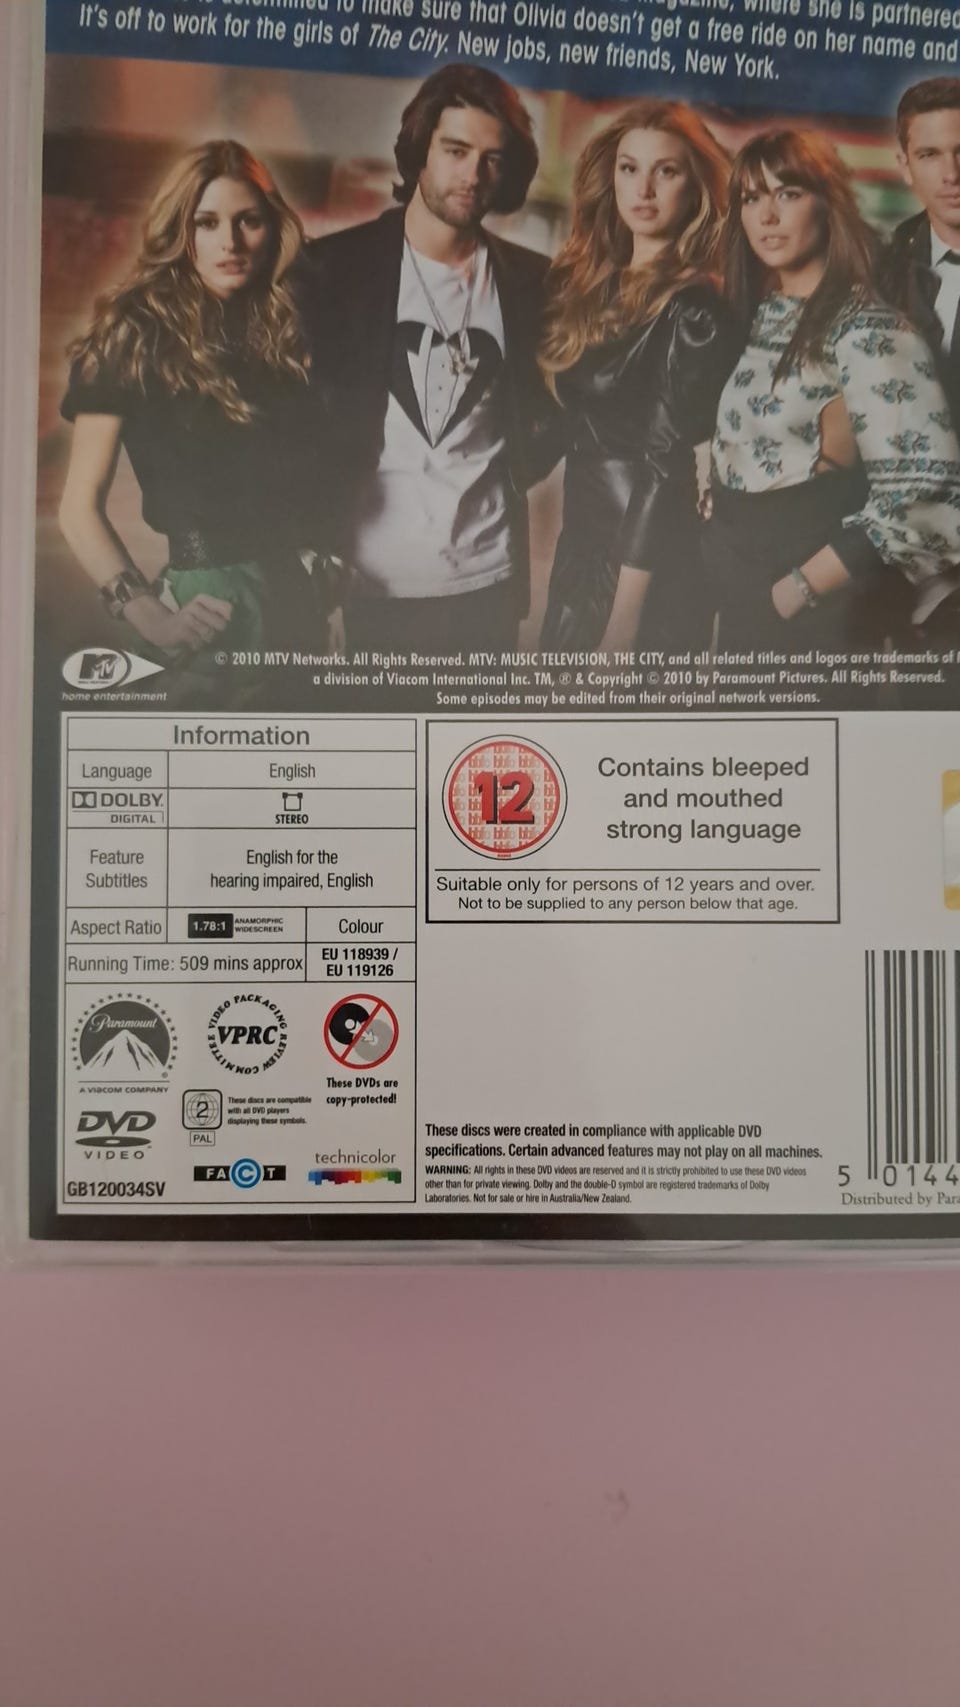 to make sure that Olivia doesn't get a free ride on her name and
where she is partnered
It's off to work for the girls of The City. New jobs, new friends, New York.
MTV
home entertainment
© 2010 MTV Networks. All Rights Reserved. MTV: MUSIC TELEVISION, THE CITY, and all related titles and logos are trademarks of
a division of Viacom International Inc. TM, ® & Copyright © 2010 by Paramount Pictures. All Rights Reserved.
Some episodes may be edited from their original network versions.
Information
Language English
DOLBY.
DIGITAL
STEREO
Feature
Subtitles
English for the
hearing impaired, English
Aspect Ratio 1.78:1 ANAMORPHIC
WIDESCREEN
Colour
Running Time: 509 mins approx
EU 118939 /
EU 119126
12
Contains bleeped
and mouthed
strong language
Suitable only for persons of 12 years and over.
Not to be supplied to any person below that age.
Paramount
A VIACOM COMPANY
VIDEO PACKAGING REVIEW COMMITTEE
VPRC
These DVDs are
copy-protected!
DVD
VIDEO
2
PAL
These discs are compatible
with all DVD players
displaying these symbols.
FACT
technicolor
GB120034SV
These discs were created in compliance with applicable DVD
specifications. Certain advanced features may not play on all machines.
WARNING: All rights in these DVD videos are reserved and it is strictly prohibited to use these DVD videos
other than for private viewing. Dolby and the double-D symbol are registered trademarks of Dolby
Laboratories. Not for sale or hire in Australia/New Zealand.
5 0144
Distributed by Para